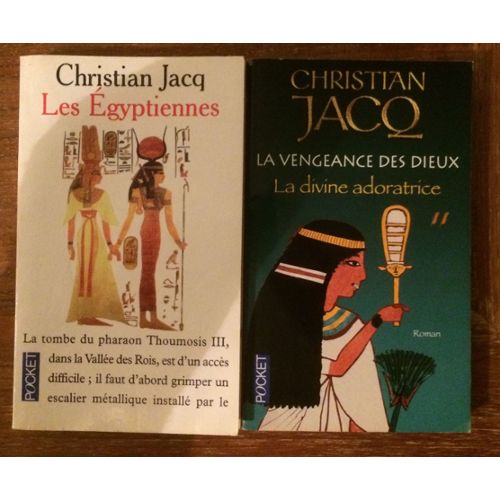 Christian Jacq
Les Égyptiennes
La tombe du pharaon Thoumosis III,
dans la Vallée des Rois, est d'un accès
difficile ; il faut d'abord grimper un
escalier métallique installé par le
POCKET
CHRISTIAN
JACQ
LA VENGEANCE DES DIEUX
La divine adoratrice
Roman
POCKET